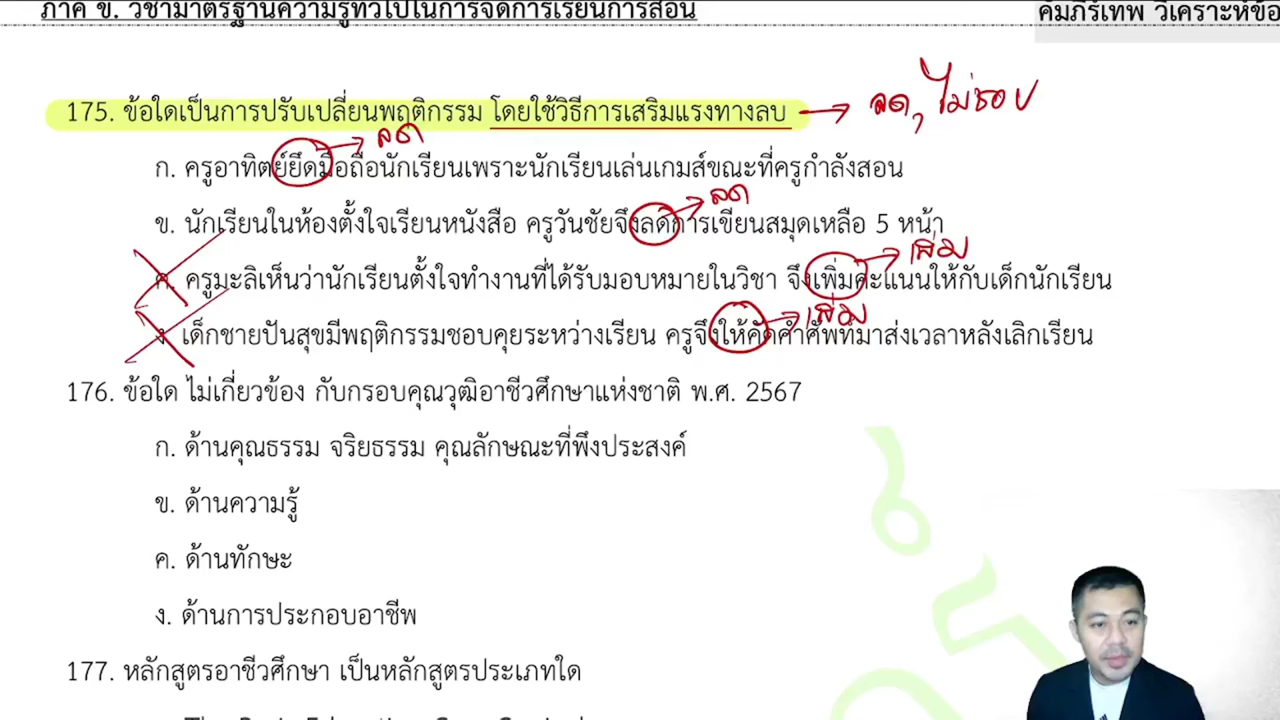 ภาค ข. วิชามาตรฐานความรู้ทั่วไปในการจัดการเรียนการสอน
คัมภีร์เทพ วิเคราะห์ข้อ
175. ข้อใดเป็นการปรับเปลี่ยนพฤติกรรม โดยใช้วิธีการเสริมแรงทางลบ → ลด, ไม่ชอบ
ลด
ก. ครูอาทิตย์ยึดมือถือนักเรียนเพราะนักเรียนเล่นเกมส์ขณะที่ครูกำลังสอน
ลด
ข. นักเรียนในห้องตั้งใจเรียนหนังสือ ครูวันชัยจึงลดการเขียนสมุดเหลือ 5 หน้า
เพิ่ม
ค. ครูมะลิเห็นว่านักเรียนตั้งใจทำงานที่ได้รับมอบหมายในวิชา จึงเพิ่มคะแนนให้กับเด็กนักเรียน
เพิ่ม
ง. เด็กชายปันสุขมีพฤติกรรมชอบคุยระหว่างเรียน ครูจึงให้คัดคำศัพท์มาส่งเวลาหลังเลิกเรียน
176. ข้อใด ไม่เกี่ยวข้อง กับกรอบคุณวุฒิอาชีวศึกษาแห่งชาติ พ.ศ. 2567
ก. ด้านคุณธรรม จริยธรรม คุณลักษณะที่พึงประสงค์
ข. ด้านความรู้
ค. ด้านทักษะ
ง. ด้านการประกอบอาชีพ
177. หลักสูตรอาชีวศึกษา เป็นหลักสูตรประเภทใด